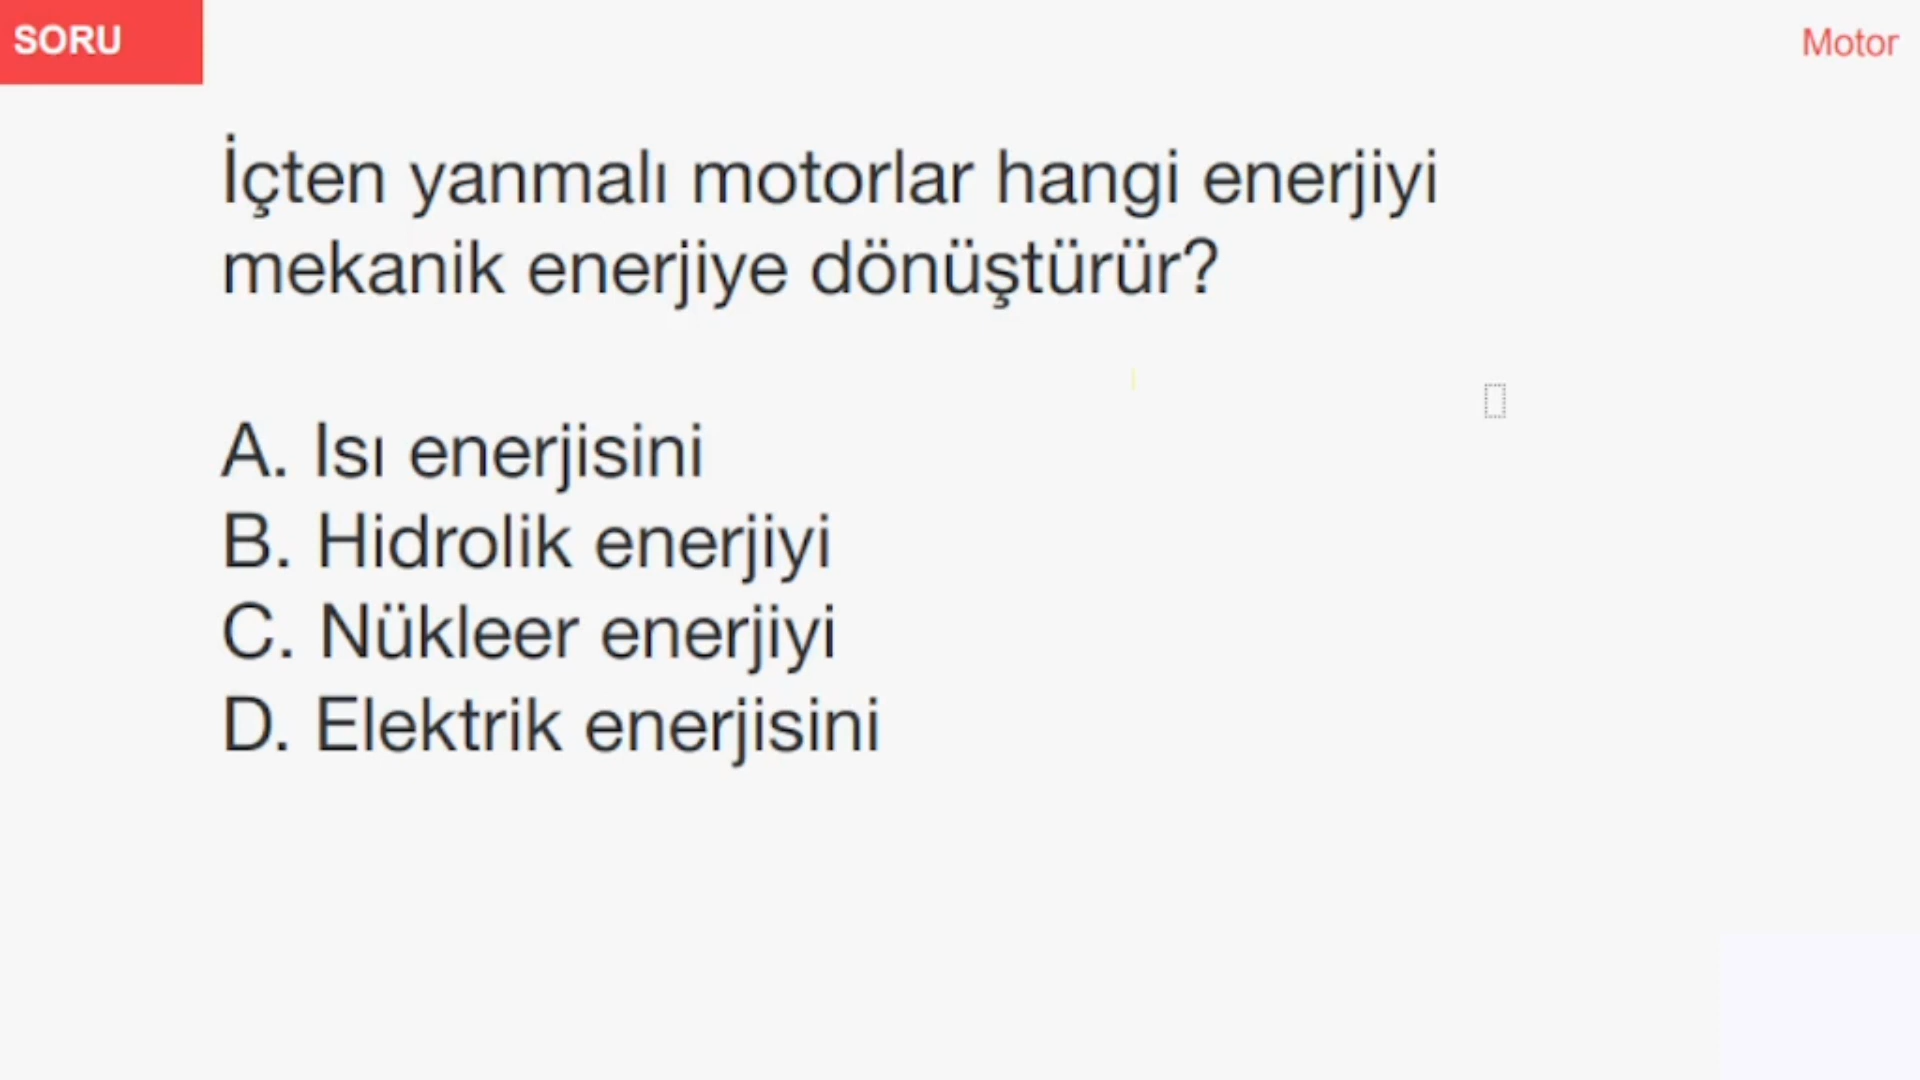 SORU
Motor
İçten yanmalı motorlar hangi enerjiyi
mekanik enerjiye dönüştürür?
A. Isı enerjisini
B. Hidrolik enerjiyi
C. Nükleer enerjiyi
D. Elektrik enerjisini